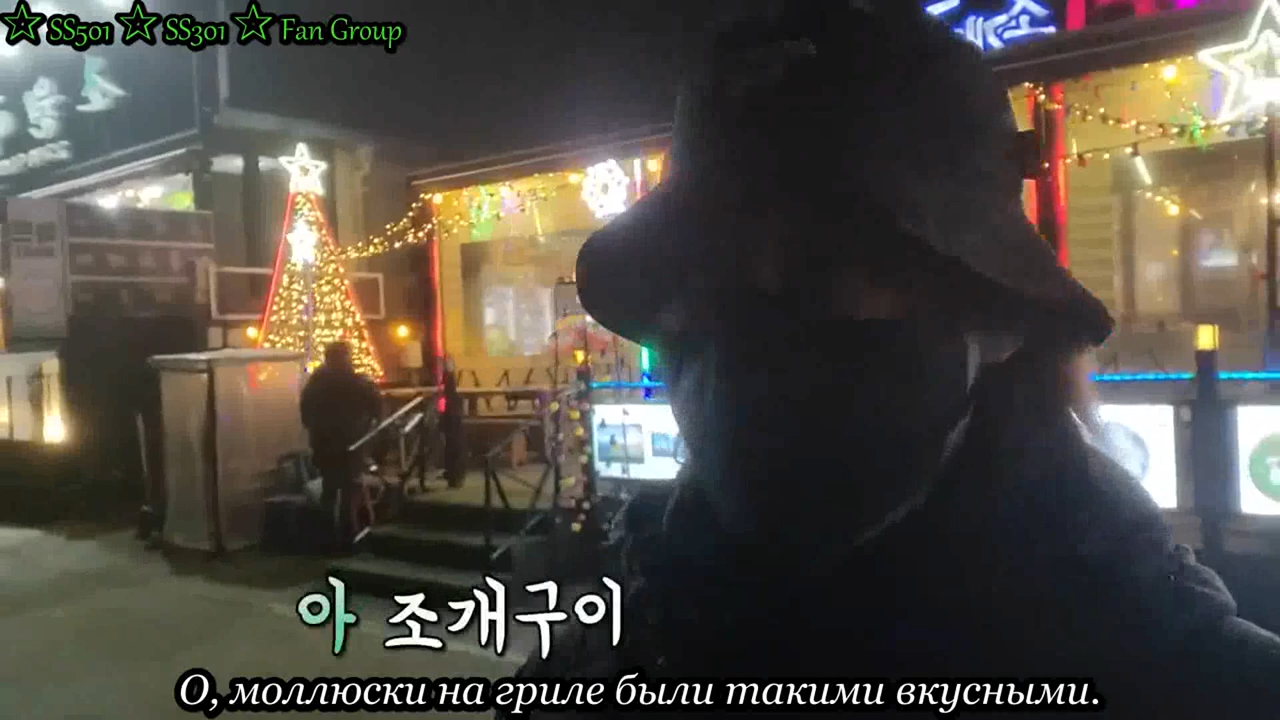 ☆ SS501 ☆ SS301 ☆ Fan Group
아 조개구이
О, моллюски на гриле были такими вкусными.